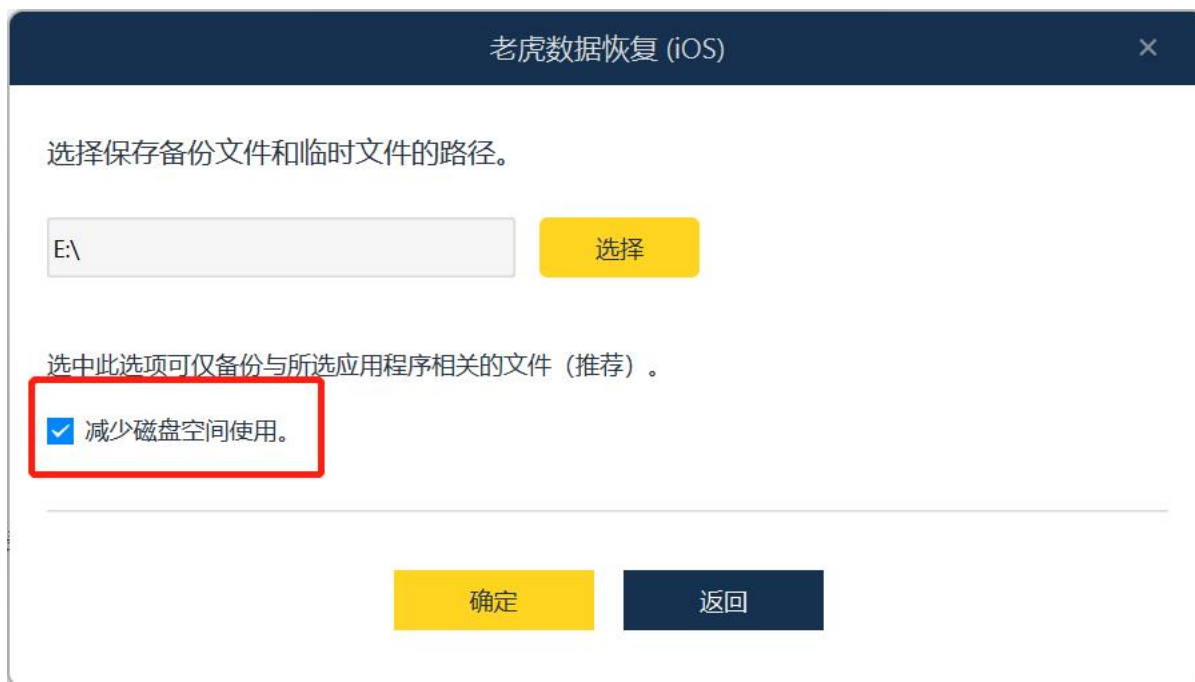 老虎数据恢复 (iOS)
选择保存备份文件和临时文件的路径。
E:\
选择
选中此选项可仅备份与所选应用程序相关的文件（推荐）。
减少磁盘空间使用。
确定
返回